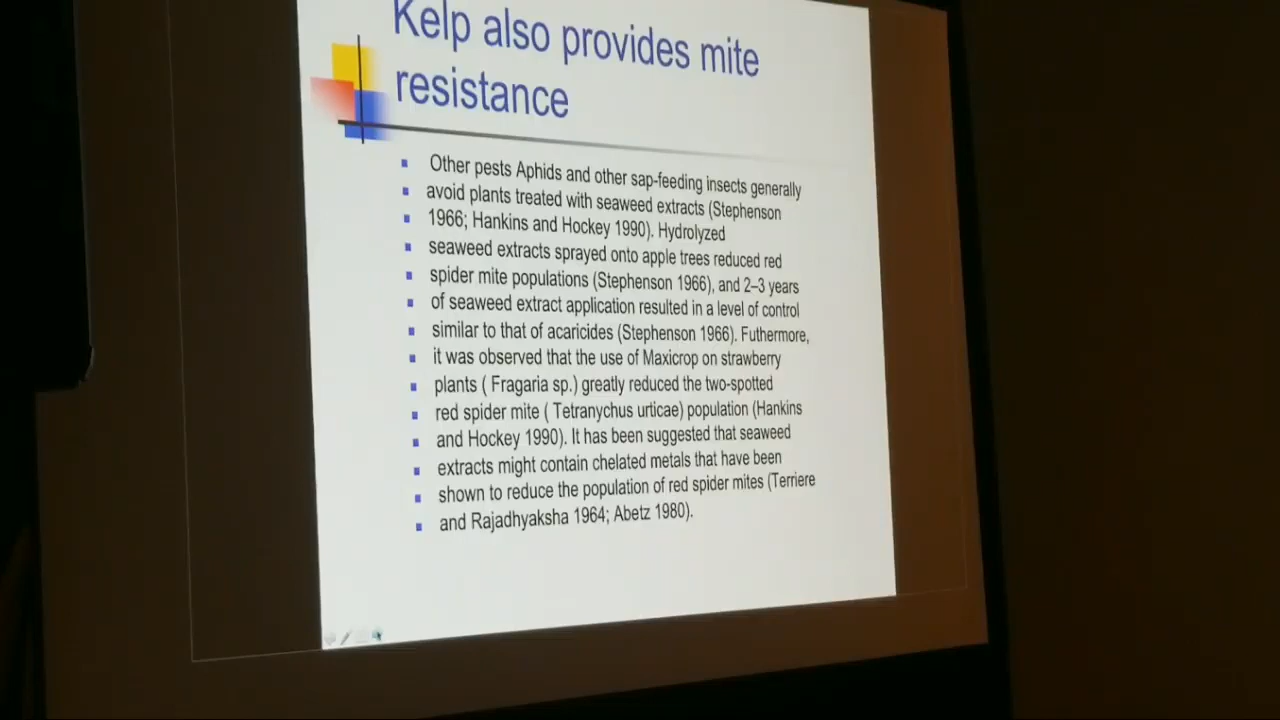 Kelp also provides mite
resistance
Other pests Aphids and other sap-feeding insects generally
avoid plants treated with seaweed extracts (Stephenson
1966; Hankins and Hockey 1990). Hydrolyzed
seaweed extracts sprayed onto apple trees reduced red
spider mite populations (Stephenson 1966), and 2–3 years
of seaweed extract application resulted in a level of control
similar to that of acaricides (Stephenson 1966). Futhermore,
it was observed that the use of Maxicrop on strawberry
plants ( Fragaria sp.) greatly reduced the two-spotted
red spider mite ( Tetranychus urticae) population (Hankins
and Hockey 1990). It has been suggested that seaweed
extracts might contain chelated metals that have been
shown to reduce the population of red spider mites (Terriere
and Rajadhyaksha 1964; Abetz 1980).